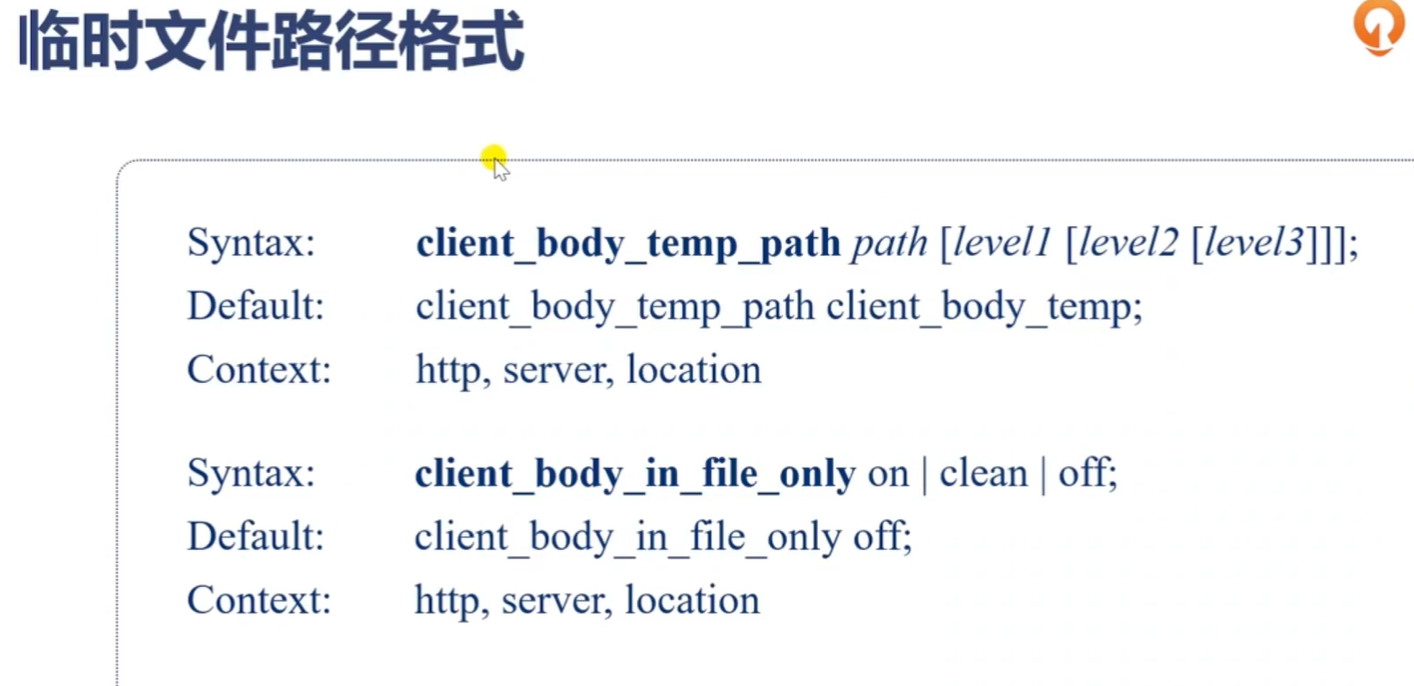 临时文件路径格式
Syntax: client_body_temp_path path [level1 [level2 [level3]]];
Default: client_body_temp_path client_body_temp;
Context: http, server, location
Syntax: client_body_in_file_only on | clean | off;
Default: client_body_in_file_only off;
Context: http, server, location